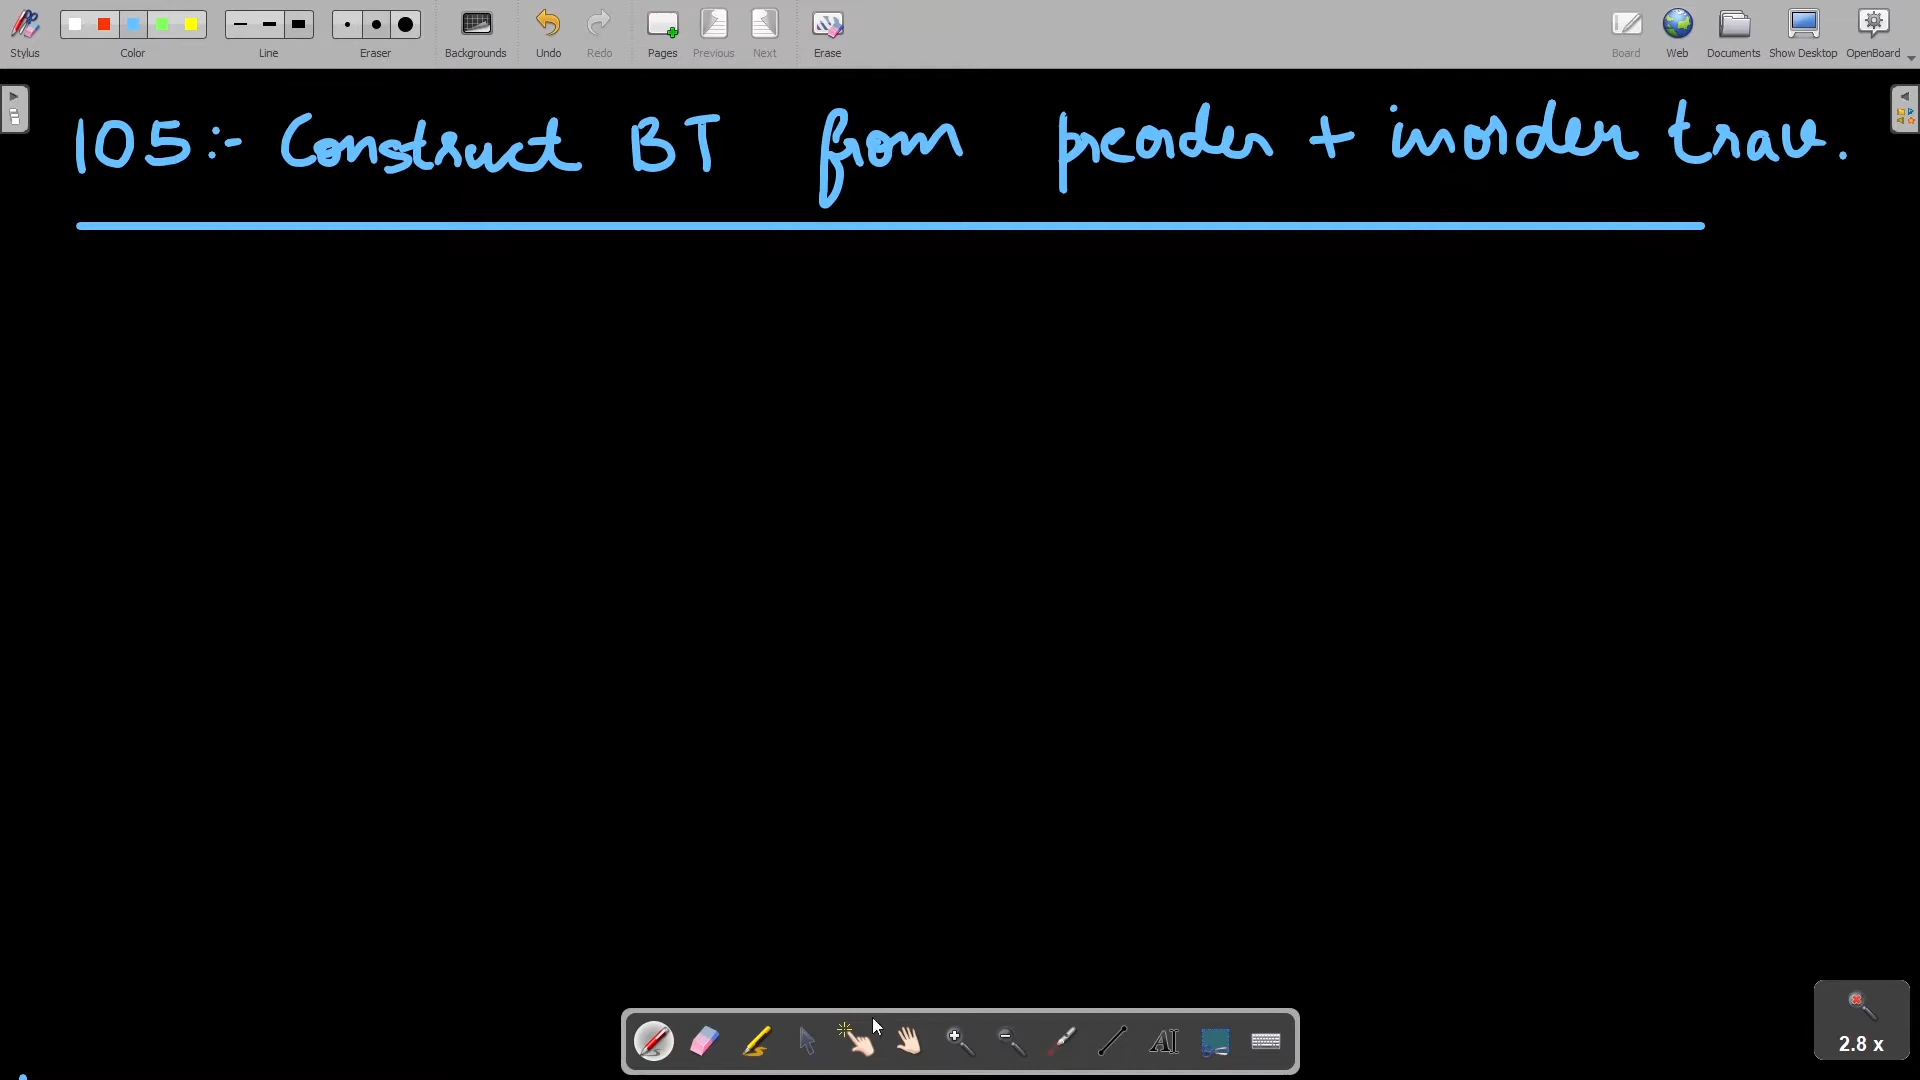 Stylus Color Line Eraser Backgrounds Undo Redo Pages Previous Next Erase Board Web Documents Show Desktop OpenBoard
105:- Construct BT from preorder + inorder trav.
AI
2.8 x